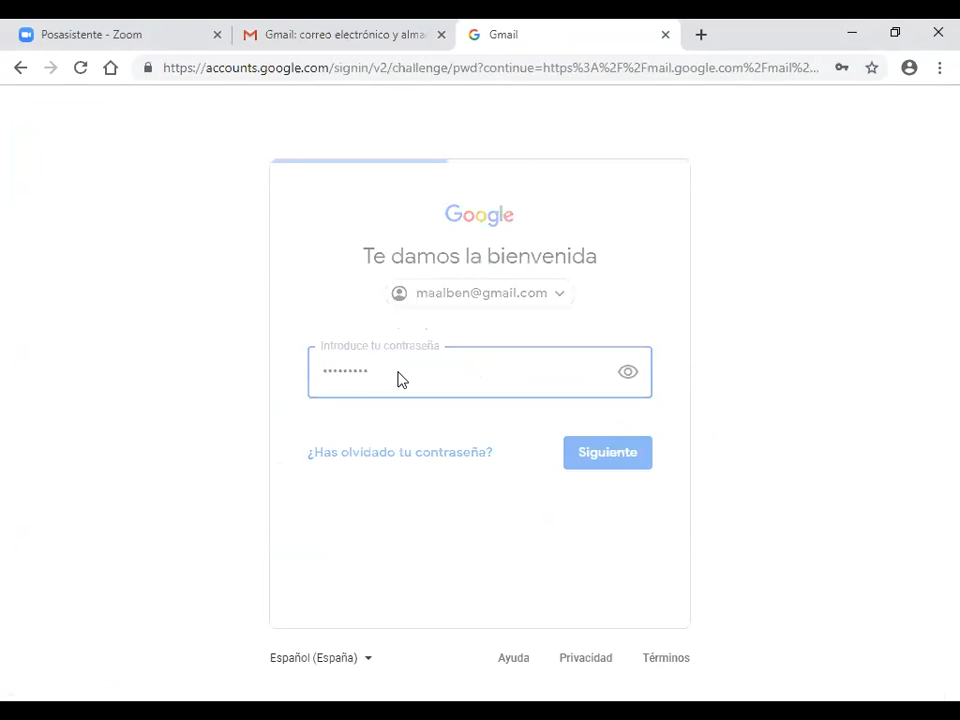 Posasistente - Zoom
Gmail: correo electrónico y alma
Gmail
https://accounts.google.com/signin/v2/challenge/pwd?continue=https%3A%2F%2Fmail.google.com%2Fmail%2...
Google
Te damos la bienvenida
maalben@gmail.com
Introduce tu contraseña
•••••••••
¿Has olvidado tu contraseña?
Siguiente
Español (España)
Ayuda
Privacidad
Términos